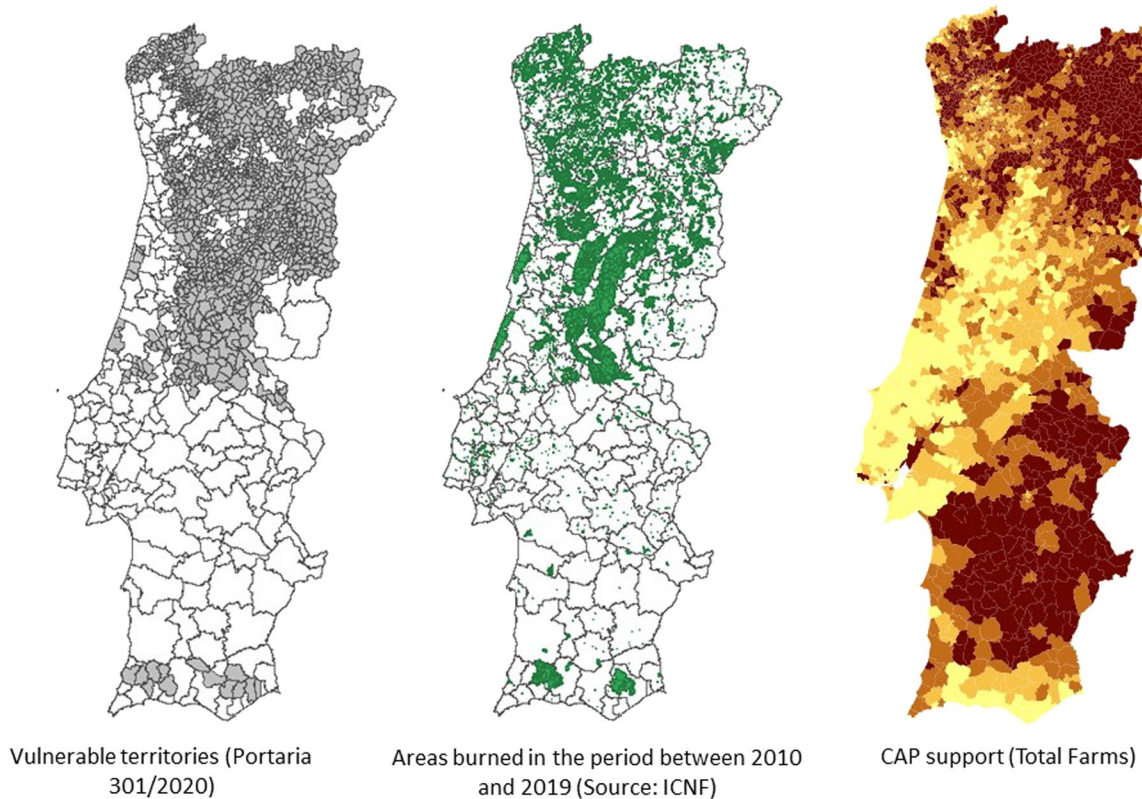 Vulnerable territories (Portaria
301/2020)
Areas burned in the period between 2010
and 2019 (Source: ICNF)
CAP support (Total Farms)